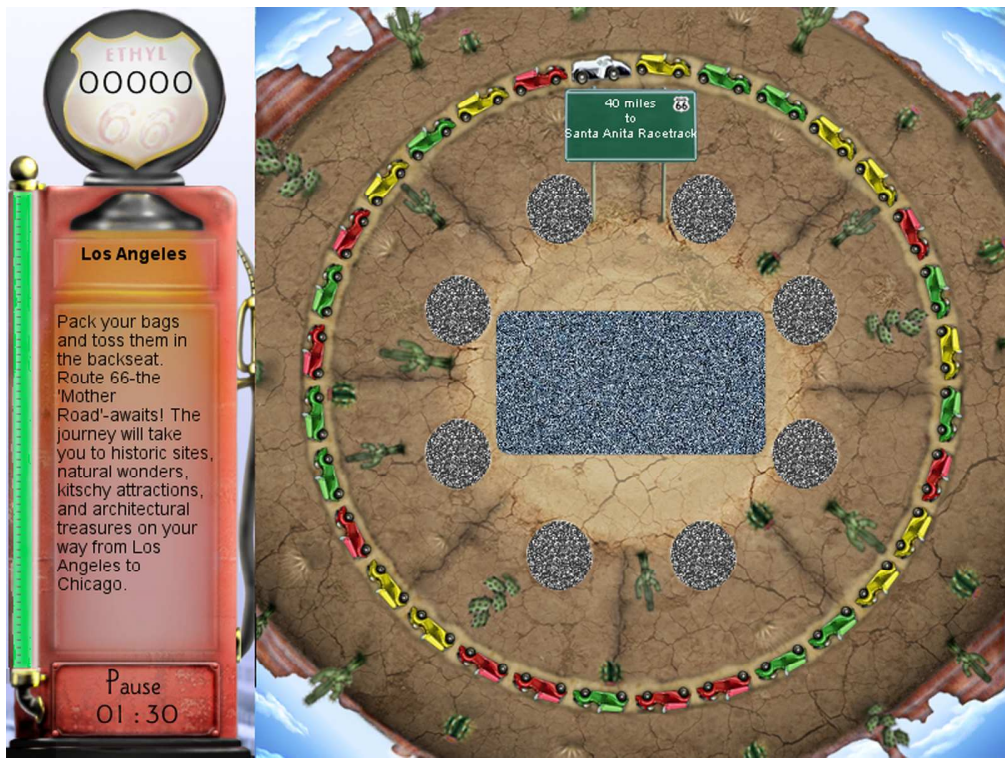 ETHYL
00000
66
Los Angeles
Pack your bags
and toss them in
the backseat.
Route 66-the
'Mother
Road'-awaits! The
journey will take
you to historic sites,
natural wonders,
kitschy attractions,
and architectural
treasures on your
way from Los
Angeles to
Chicago.
Pause
01 : 30
40 miles
66
to
Santa Anita Racetrack